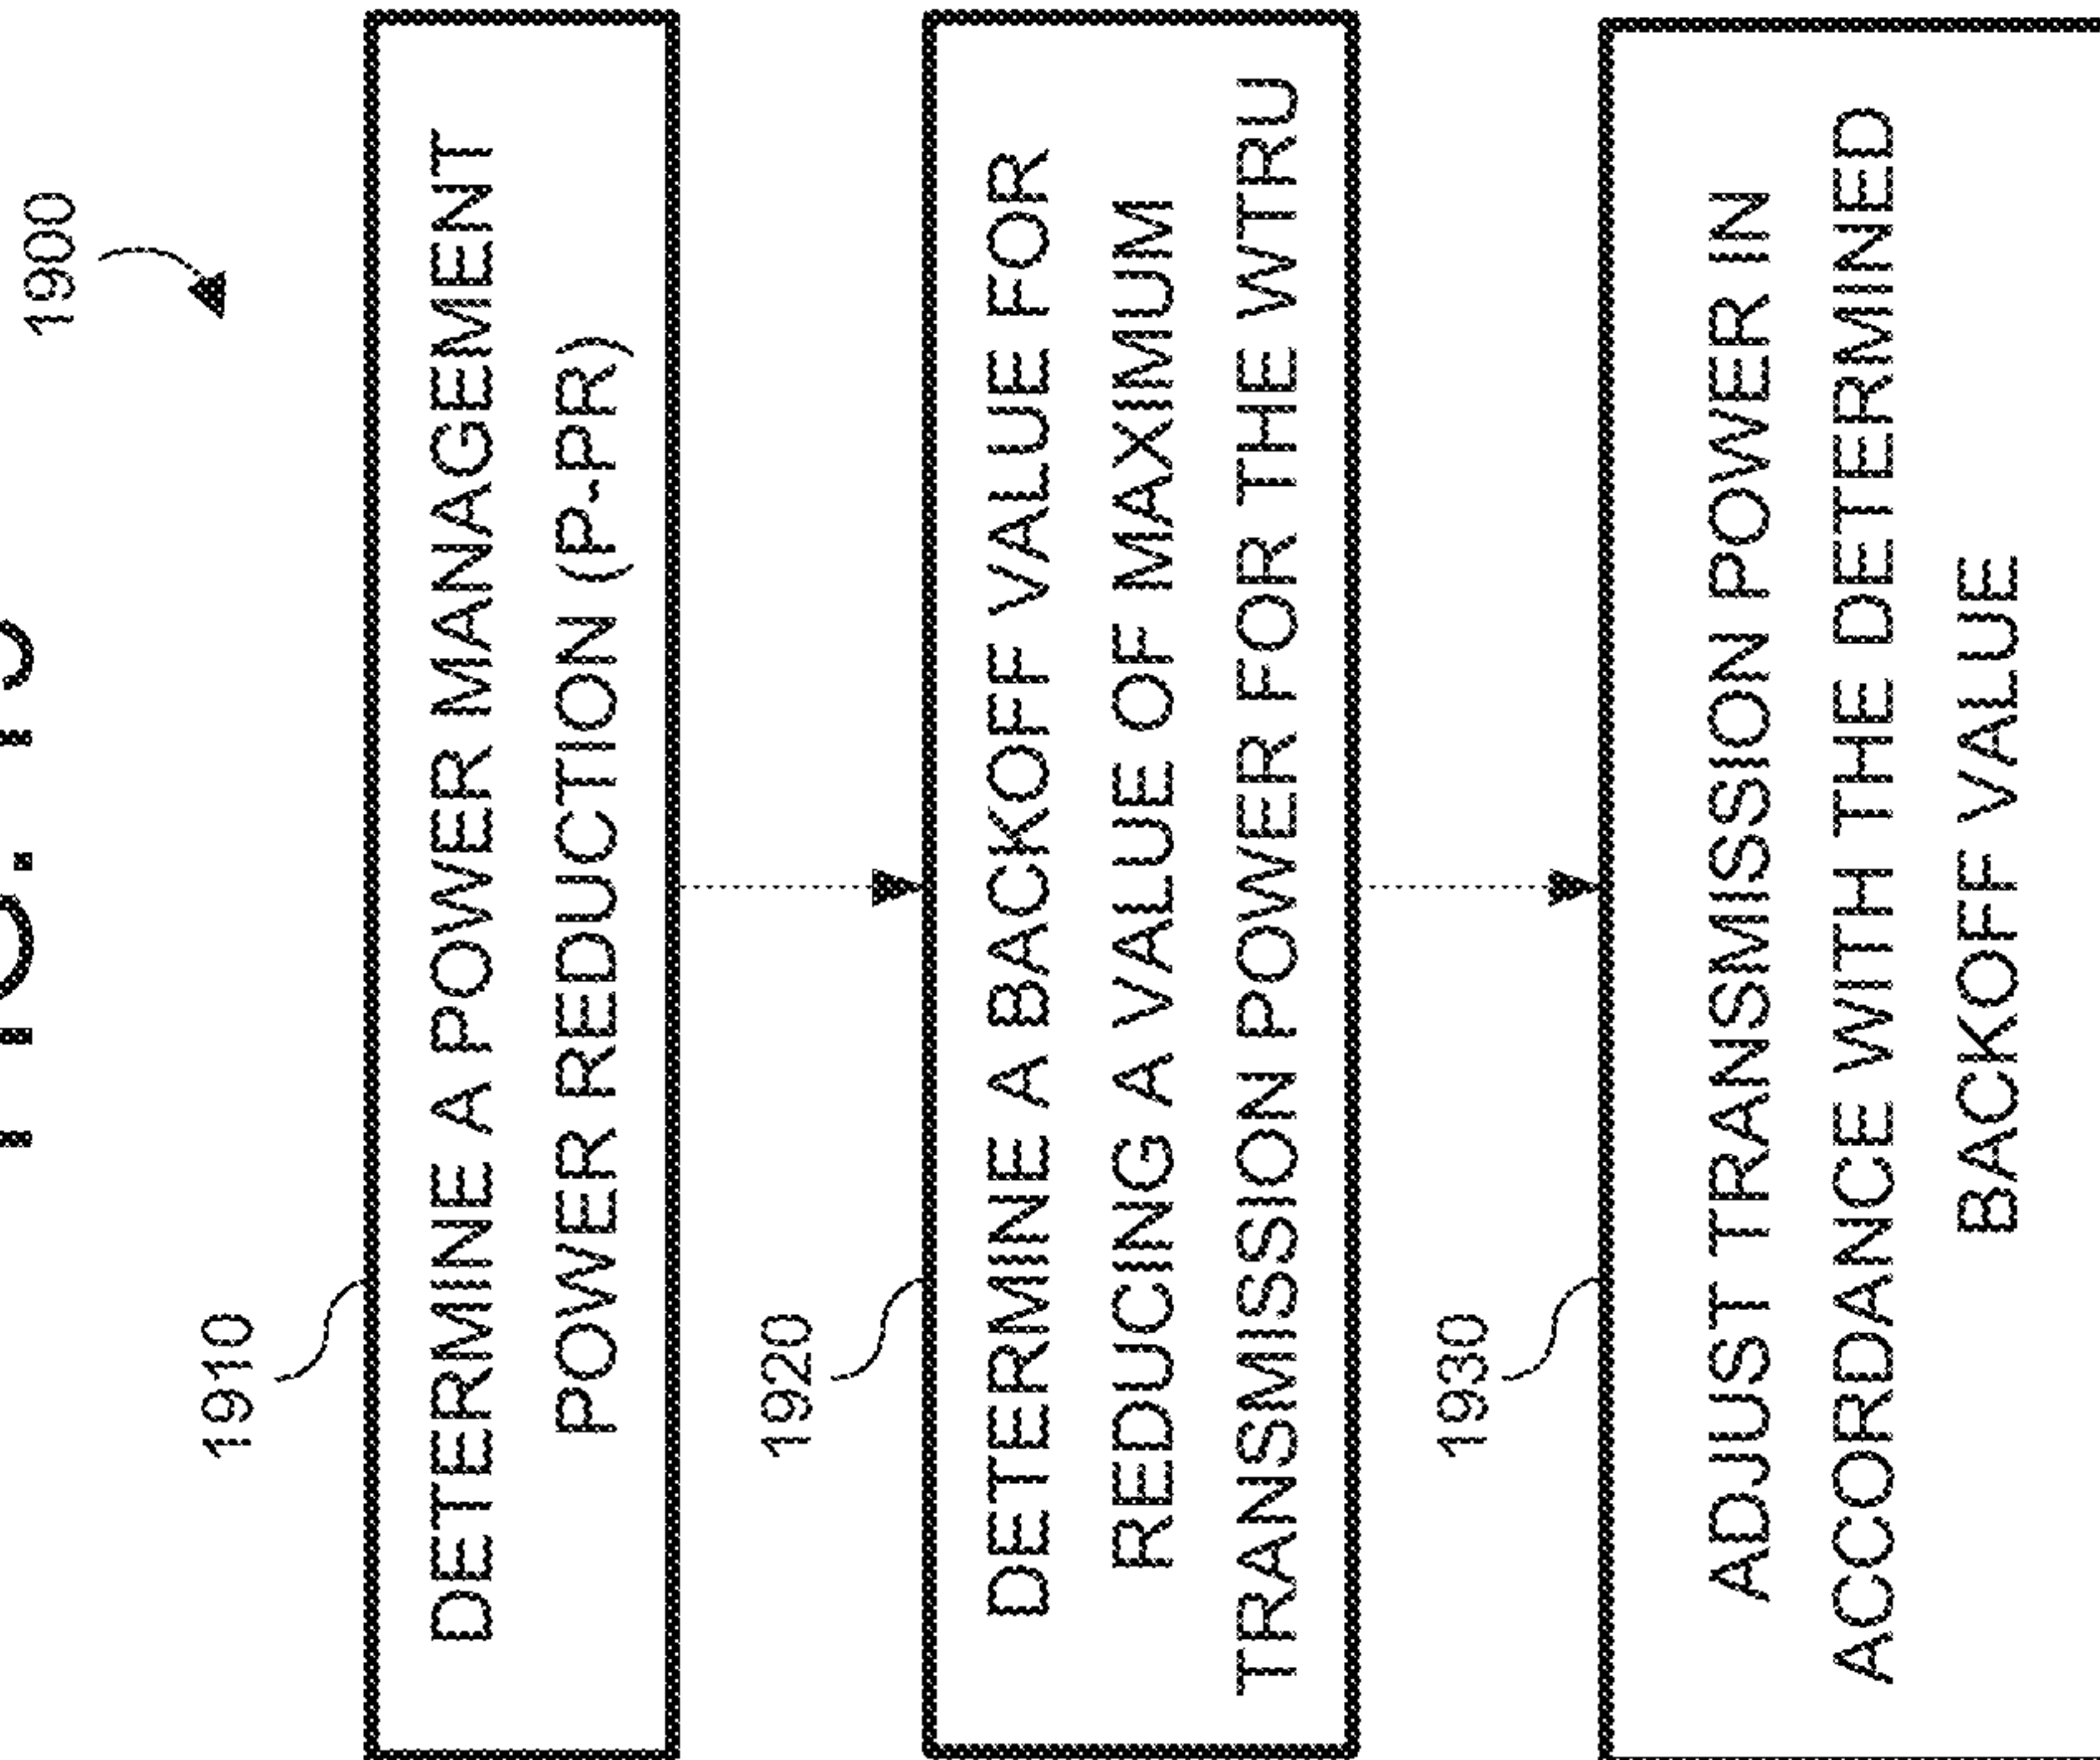 1900
1910
DETERMINE A POWER MANAGEMENT
POWER REDUCTION (P-PR)
1920
DETERMINE A BACKOFF VALUE FOR
REDUCING A VALUE OF MAXIMUM
TRANSMISSION POWER FOR THE WTRU
1930
ADJUST TRANSMISSION POWER IN
ACCORDANCE WITH THE DETERMINED
BACKOFF VALUE